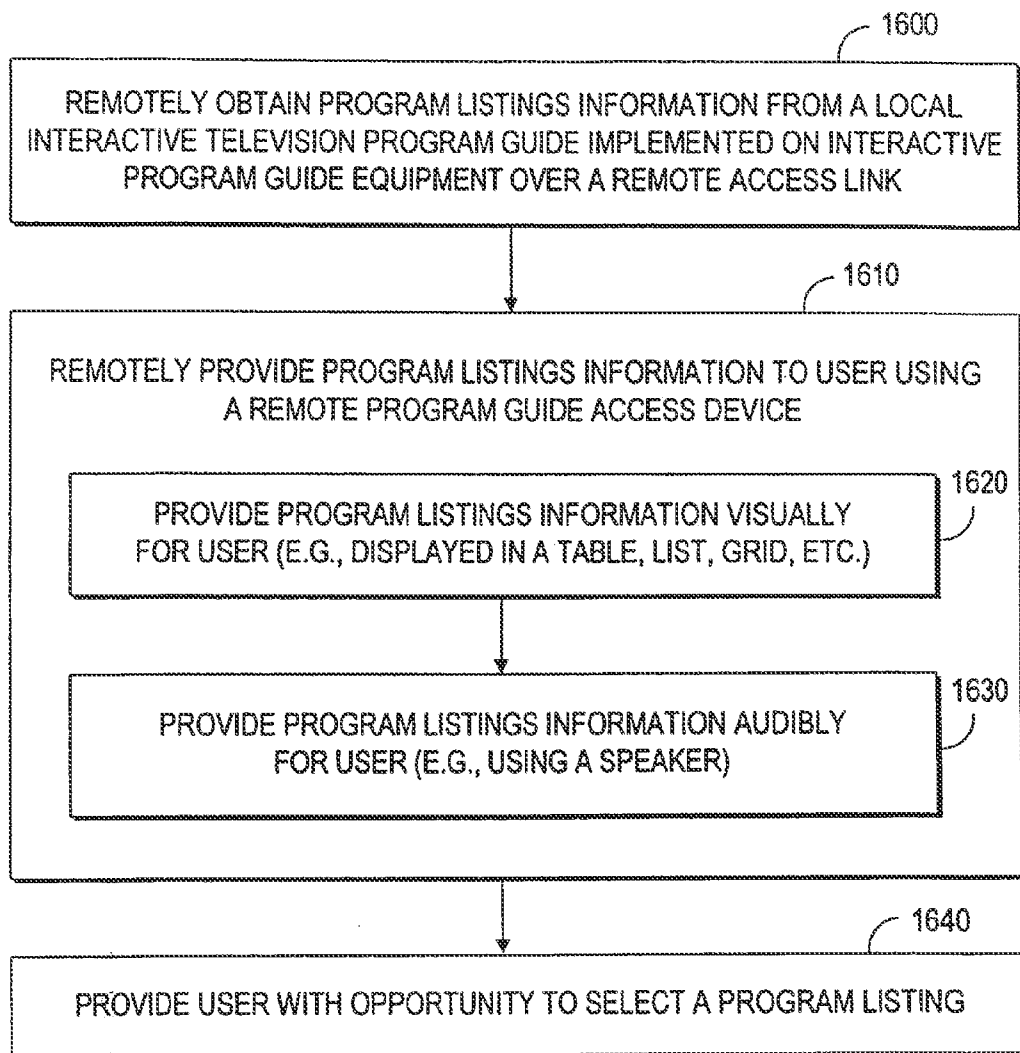 1600
REMOTELY OBTAIN PROGRAM LISTINGS INFORMATION FROM A LOCAL
INTERACTIVE TELEVISION PROGRAM GUIDE IMPLEMENTED ON INTERACTIVE
PROGRAM GUIDE EQUIPMENT OVER A REMOTE ACCESS LINK
1610
REMOTELY PROVIDE PROGRAM LISTINGS INFORMATION TO USER USING
A REMOTE PROGRAM GUIDE ACCESS DEVICE
1620
PROVIDE PROGRAM LISTINGS INFORMATION VISUALLY
FOR USER (E.G., DISPLAYED IN A TABLE, LIST, GRID, ETC.)
1630
PROVIDE PROGRAM LISTINGS INFORMATION AUDIBLY
FOR USER (E.G., USING A SPEAKER)
1640
PROVIDE USER WITH OPPORTUNITY TO SELECT A PROGRAM LISTING